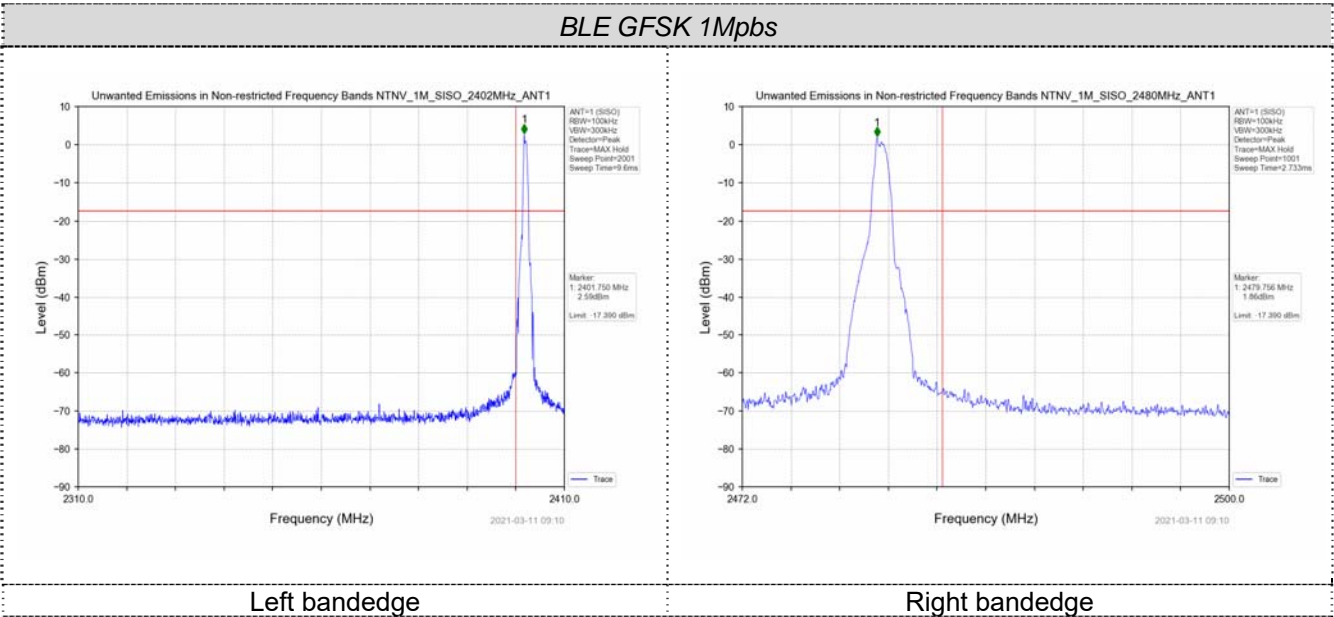 BLE GFSK 1Mpbs
Unwanted Emissions in Non-restricted Frequency Bands NTNV_1M_SISO_2402MHz_ANT1
10
0
−10
−20
−30
−40
−50
−60
−70
−80
−90
Level (dBm)
1
ANT=1 (SISO)
RBW=100kHz
VBW=300kHz
Detector=Peak
Trace=MAX Hold
Sweep Point=2001
Sweep Time=9.6ms
Marker:
1: 2401.750 MHz
2.59dBm
Limit: -17.390 dBm
Trace
2310.0
2410.0
Frequency (MHz)
2021-03-11 09:10
Unwanted Emissions in Non-restricted Frequency Bands NTNV_1M_SISO_2480MHz_ANT1
10
0
−10
−20
−30
−40
−50
−60
−70
−80
−90
Level (dBm)
1
ANT=1 (SISO)
RBW=100kHz
VBW=300kHz
Detector=Peak
Trace=MAX Hold
Sweep Point=1001
Sweep Time=2.733ms
Marker:
1: 2479.756 MHz
1.86dBm
Limit: -17.390 dBm
Trace
2472.0
2500.0
Frequency (MHz)
2021-03-11 09:10
Left bandedge
Right bandedge